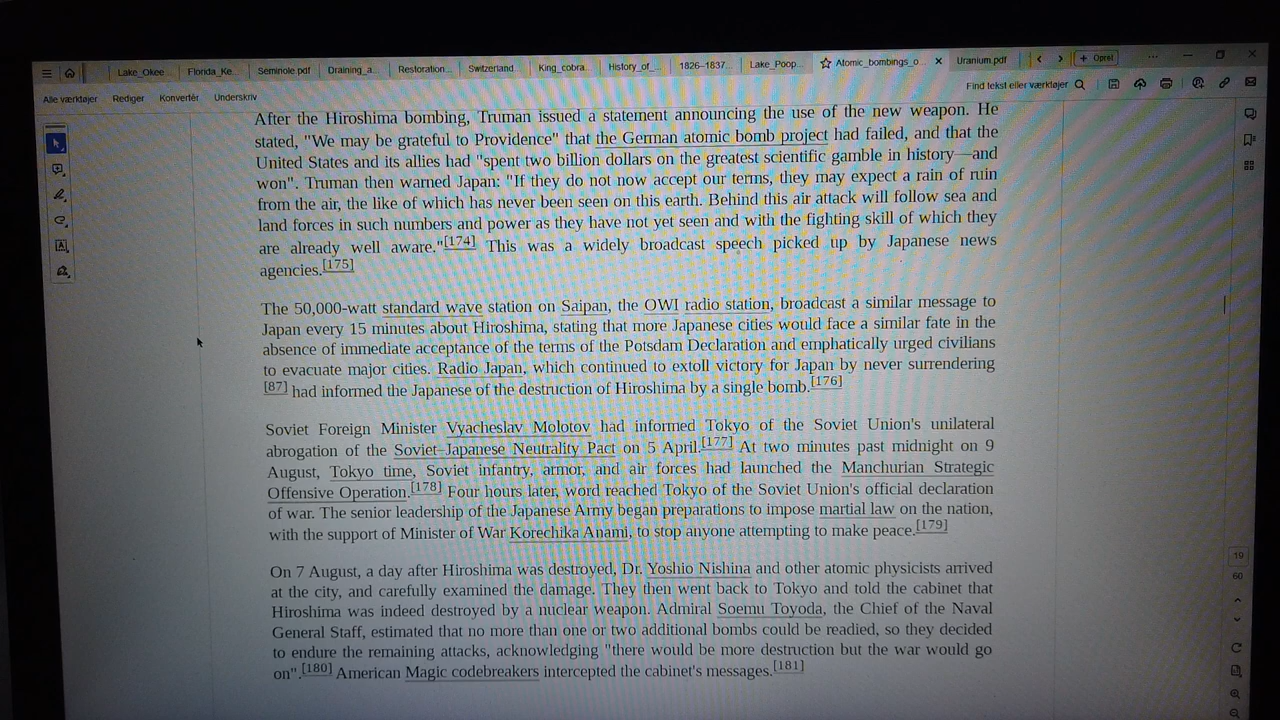 Lake_Okee... Florida_Ke... Seminole.pdf Draining_a... Restoration... Switzerland... King_cobra... History_of_... 1826–1837... Lake_Poop... Atomic_bombings_o... Uranium.pdf + Opret
Alle værktøjer Rediger Konvertér Underskriv Find tekst eller værktøjer
After the Hiroshima bombing, Truman issued a statement announcing the use of the new weapon. He
stated, "We may be grateful to Providence" that the German atomic bomb project had failed, and that the
United States and its allies had "spent two billion dollars on the greatest scientific gamble in history—and
won". Truman then warned Japan: "If they do not now accept our terms, they may expect a rain of ruin
from the air, the like of which has never been seen on this earth. Behind this air attack will follow sea and
land forces in such numbers and power as they have not yet seen and with the fighting skill of which they
are already well aware."[174] This was a widely broadcast speech picked up by Japanese news
agencies.[175]
The 50,000-watt standard wave station on Saipan, the OWI radio station, broadcast a similar message to
Japan every 15 minutes about Hiroshima, stating that more Japanese cities would face a similar fate in the
absence of immediate acceptance of the terms of the Potsdam Declaration and emphatically urged civilians
to evacuate major cities. Radio Japan, which continued to extoll victory for Japan by never surrendering
[87] had informed the Japanese of the destruction of Hiroshima by a single bomb.[176]
Soviet Foreign Minister Vyacheslav Molotov had informed Tokyo of the Soviet Union's unilateral
abrogation of the Soviet–Japanese Neutrality Pact on 5 April.[177] At two minutes past midnight on 9
August, Tokyo time, Soviet infantry, armor, and air forces had launched the Manchurian Strategic
Offensive Operation.[178] Four hours later, word reached Tokyo of the Soviet Union's official declaration
of war. The senior leadership of the Japanese Army began preparations to impose martial law on the nation,
with the support of Minister of War Korechika Anami, to stop anyone attempting to make peace.[179]
19
60
On 7 August, a day after Hiroshima was destroyed, Dr. Yoshio Nishina and other atomic physicists arrived
at the city, and carefully examined the damage. They then went back to Tokyo and told the cabinet that
Hiroshima was indeed destroyed by a nuclear weapon. Admiral Soemu Toyoda, the Chief of the Naval
General Staff, estimated that no more than one or two additional bombs could be readied, so they decided
to endure the remaining attacks, acknowledging "there would be more destruction but the war would go
on".[180] American Magic codebreakers intercepted the cabinet's messages.[181]